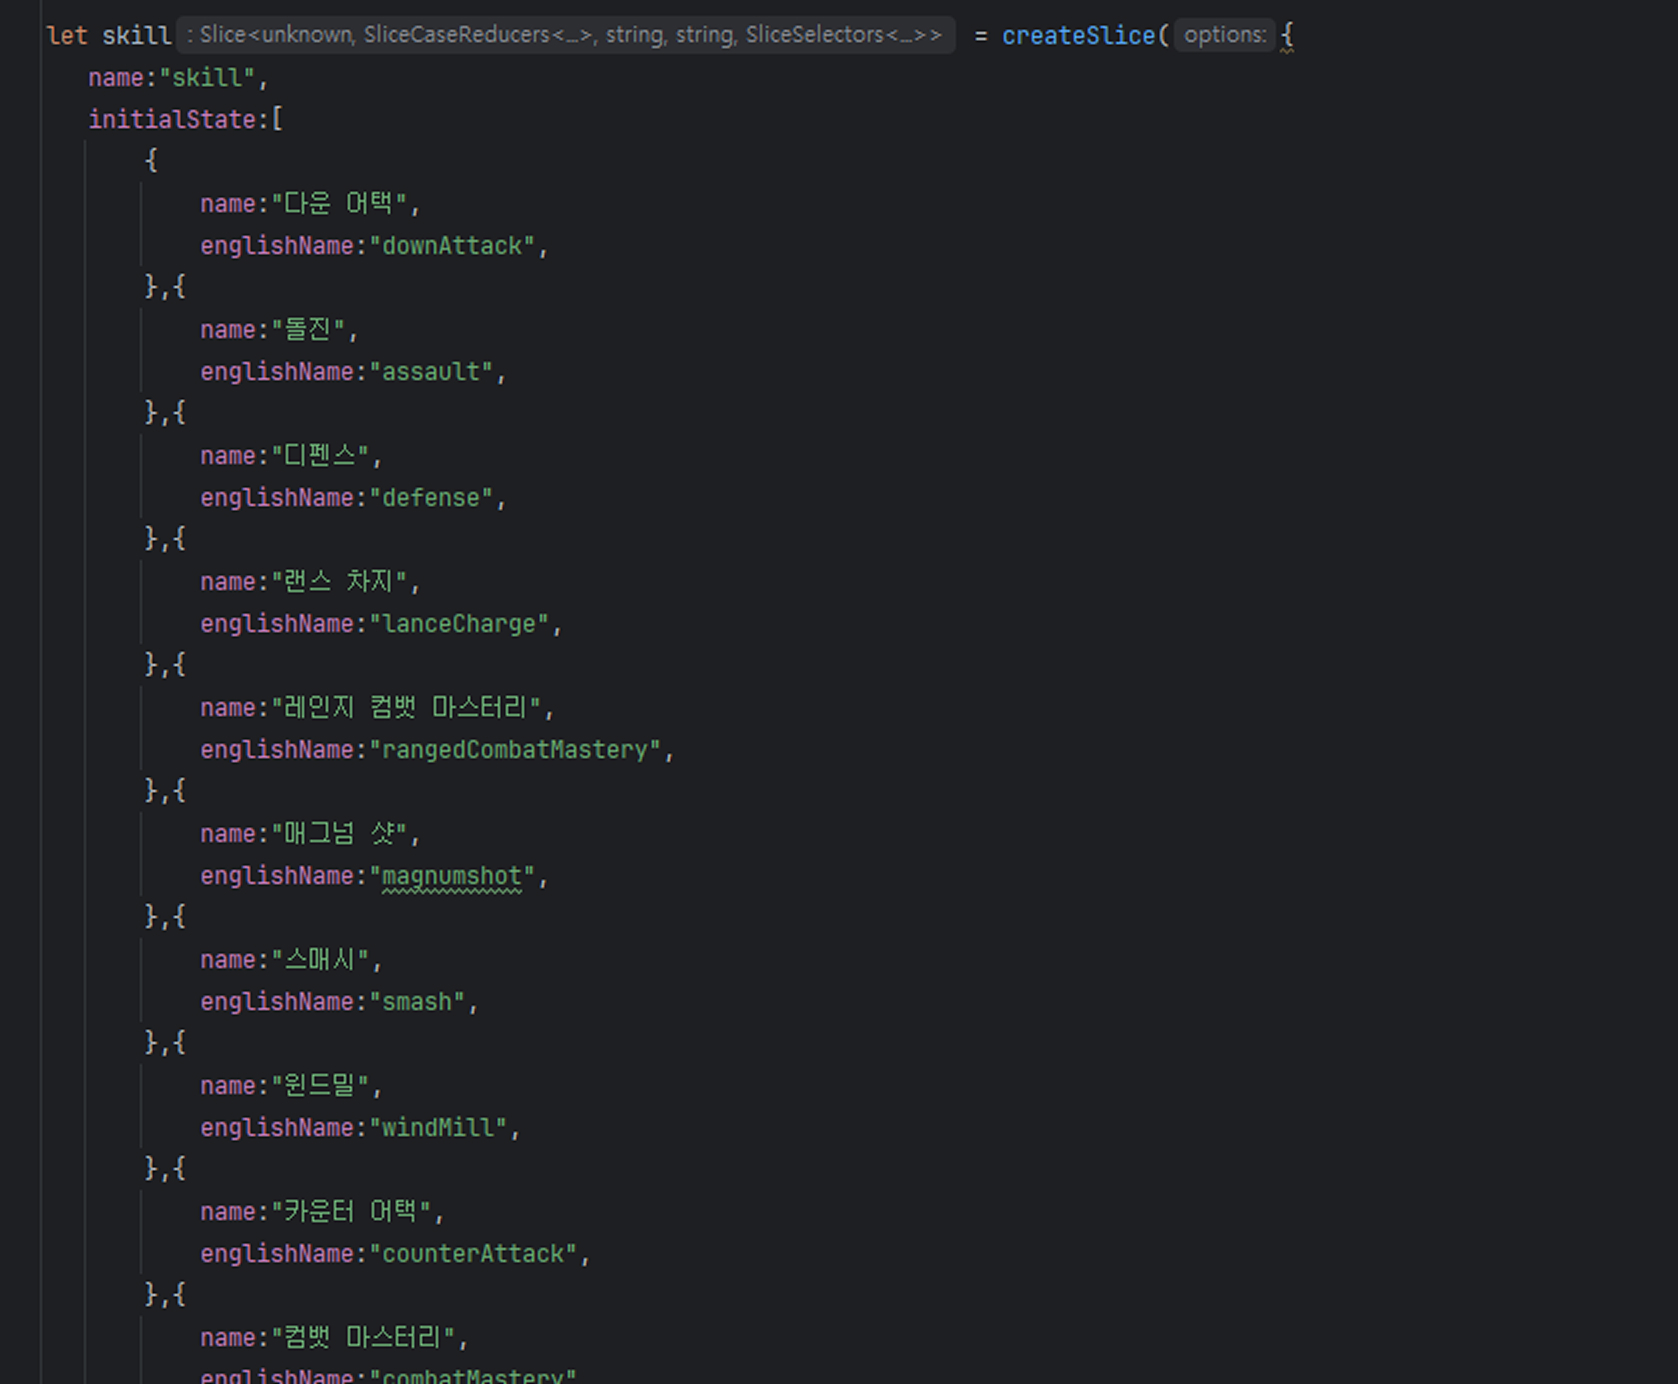 let skill : Slice<unknown, SliceCaseReducers<...>, string, string, SliceSelectors<...>> = createSlice( options: {
name:"skill",
initialState:[
{
name:"다운 어택",
englishName:"downAttack",
},{
name:"돌진",
englishName:"assault",
},{
name:"디펜스",
englishName:"defense",
},{
name:"랜스 차지",
englishName:"lanceCharge",
},{
name:"레인지 컴뱃 마스터리",
englishName:"rangedCombatMastery",
},{
name:"매그넘 샷",
englishName:"magnumshot",
},{
name:"스매시",
englishName:"smash",
},{
name:"윈드밀",
englishName:"windMill",
},{
name:"카운터 어택",
englishName:"counterAttack",
},{
name:"컴뱃 마스터리",
englishName:"combatMastery"